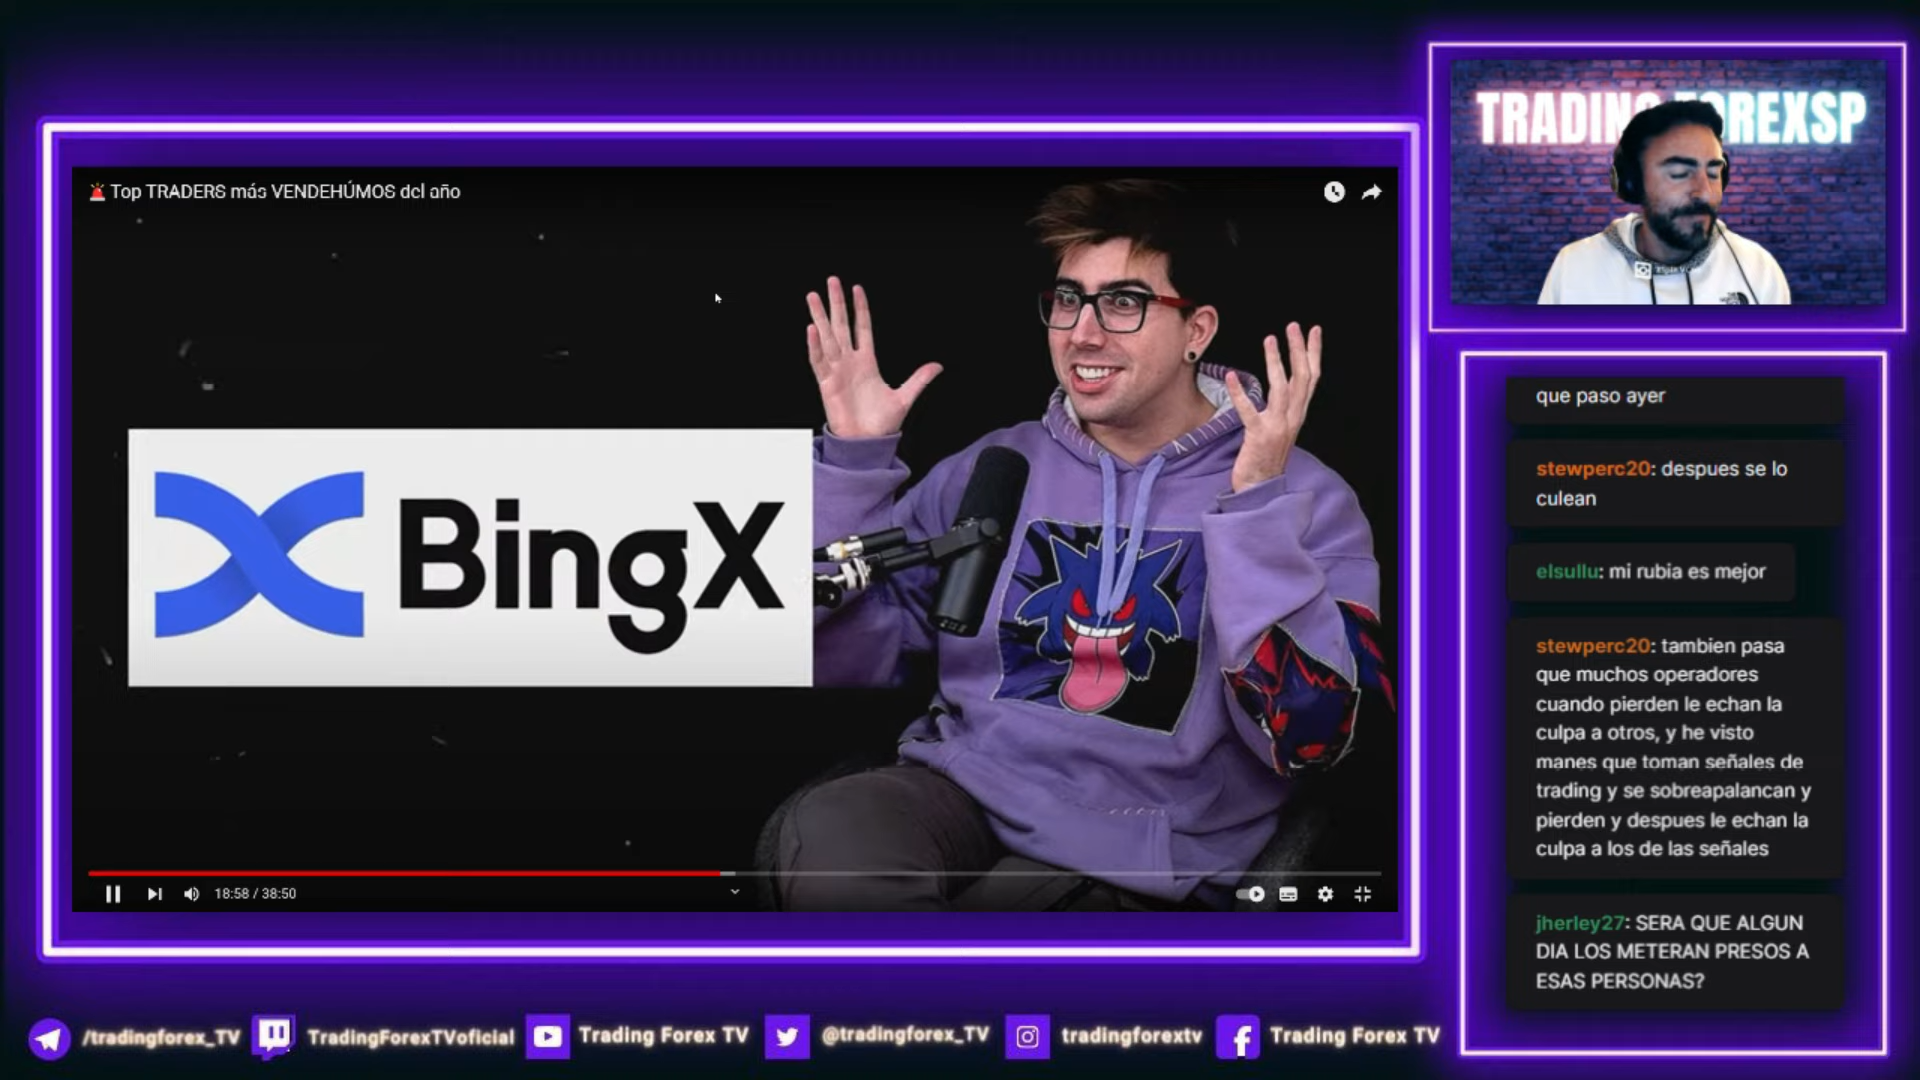 TRADING FOREXSP
🚨 Top TRADERS más VENDEHÚMOS del año
BingX
18:58 / 38:50
que paso ayer
stewperc20: despues se lo
culean
elsullu: mi rubia es mejor
stewperc20: tambien pasa
que muchos operadores
cuando pierden le echan la
culpa a otros, y he visto
manes que toman señales de
trading y se sobreapalancan y
pierden y despues le echan la
culpa a los de las señales
jherley27: SERA QUE ALGUN
DIA LOS METERAN PRESOS A
ESAS PERSONAS?
/tradingforex_TV TradingForexTVoficial Trading Forex TV @tradingforex_TV tradingforextv Trading Forex TV